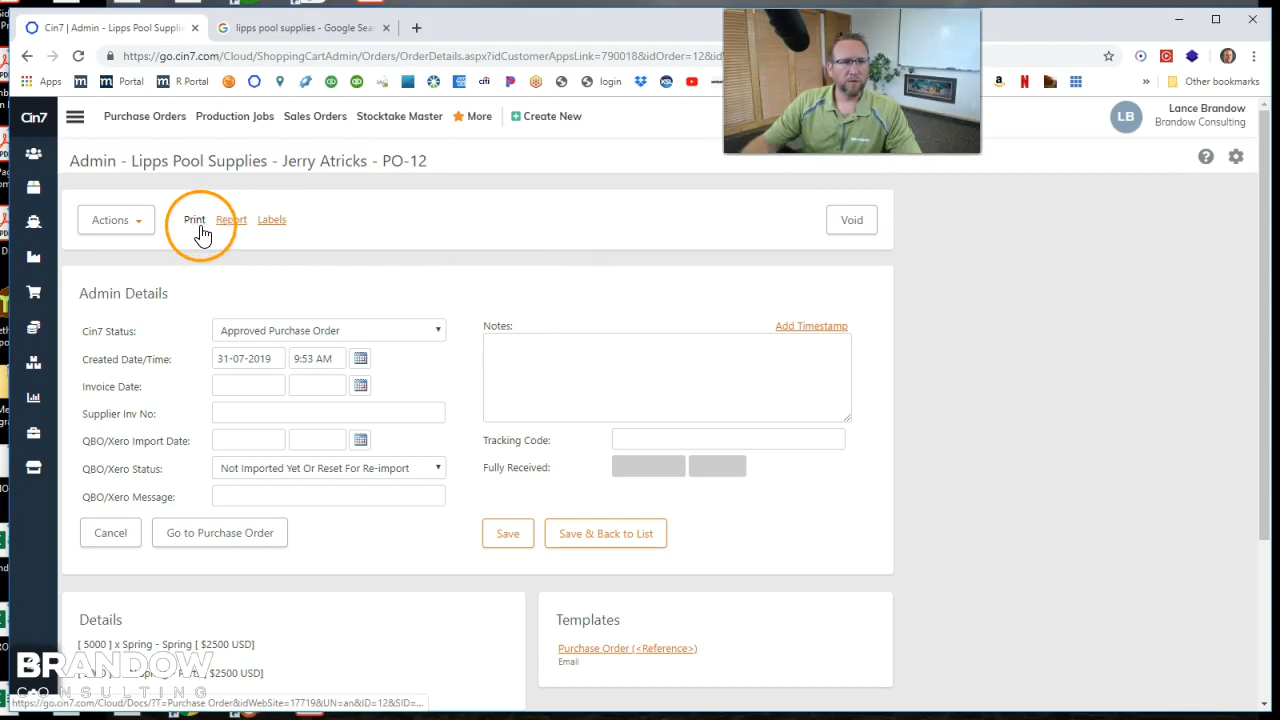 Cin7 | Admin - Lipps Pool Supplie
lipps pool supplies - Google Sea
https://go.cin7.com/Cloud/ShoppingCartAdmin/Orders/OrderDetails.aspx?idCustomerAppsLink=790018&idOrder=12&id
Apps
Portal
R Portal
login
Other bookmarks
Cin7
Purchase Orders
Production Jobs
Sales Orders
Stocktake Master
More
Create New
LB
Lance Brandow
Brandow Consulting
Admin - Lipps Pool Supplies - Jerry Atricks - PO-12
Actions
Print
Report
Labels
Void
Admin Details
Cin7 Status:
Approved Purchase Order
Created Date/Time:
31-07-2019
9:53 AM
Invoice Date:
Supplier Inv No:
QBO/Xero Import Date:
QBO/Xero Status:
Not Imported Yet Or Reset For Re-import
QBO/Xero Message:
Notes:
Add Timestamp
Tracking Code:
Fully Received:
Cancel
Go to Purchase Order
Save
Save & Back to List
Details
[ 5000 ] x Spring - Spring [ $2500 USD]
[ $2500 USD]
Templates
Purchase Order (<Reference>)
Email
BRANDOW
CONSULTING
https://go.cin7.com/Cloud/Docs/?T=Purchase Order&idWebSite=17719&UN=an&ID=12&SID=...